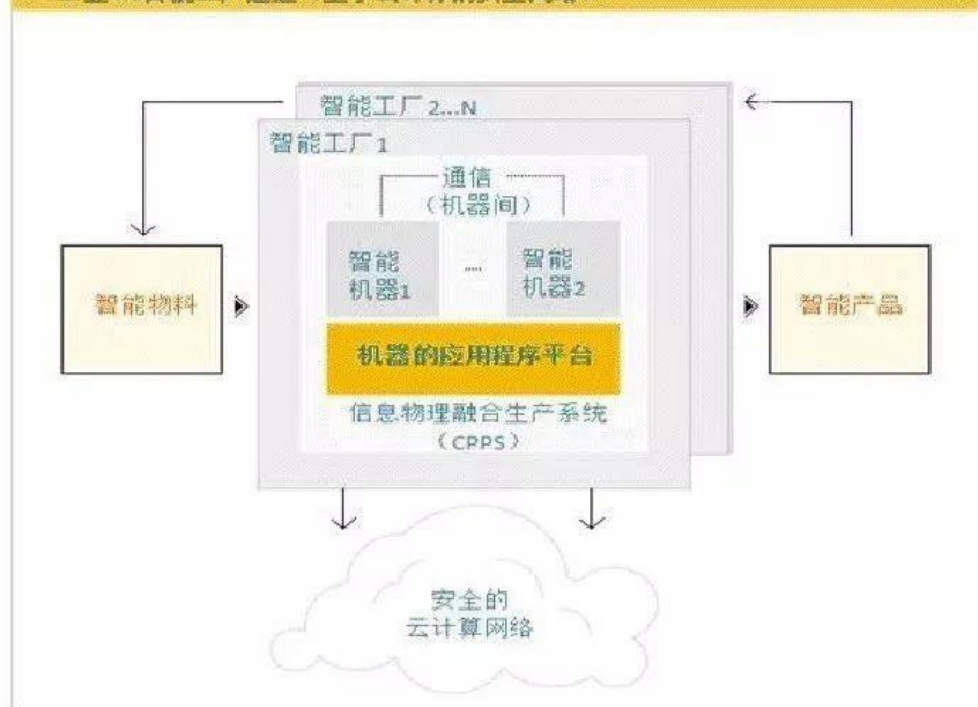 智能工厂 2...N
智能工厂 1
通信
（机器间）
智能
机器1
....
智能
机器2
智能物料
智能产品
机器的应用程序平台
信息物理融合生产系统
（CPPS）
安全的
云计算网络